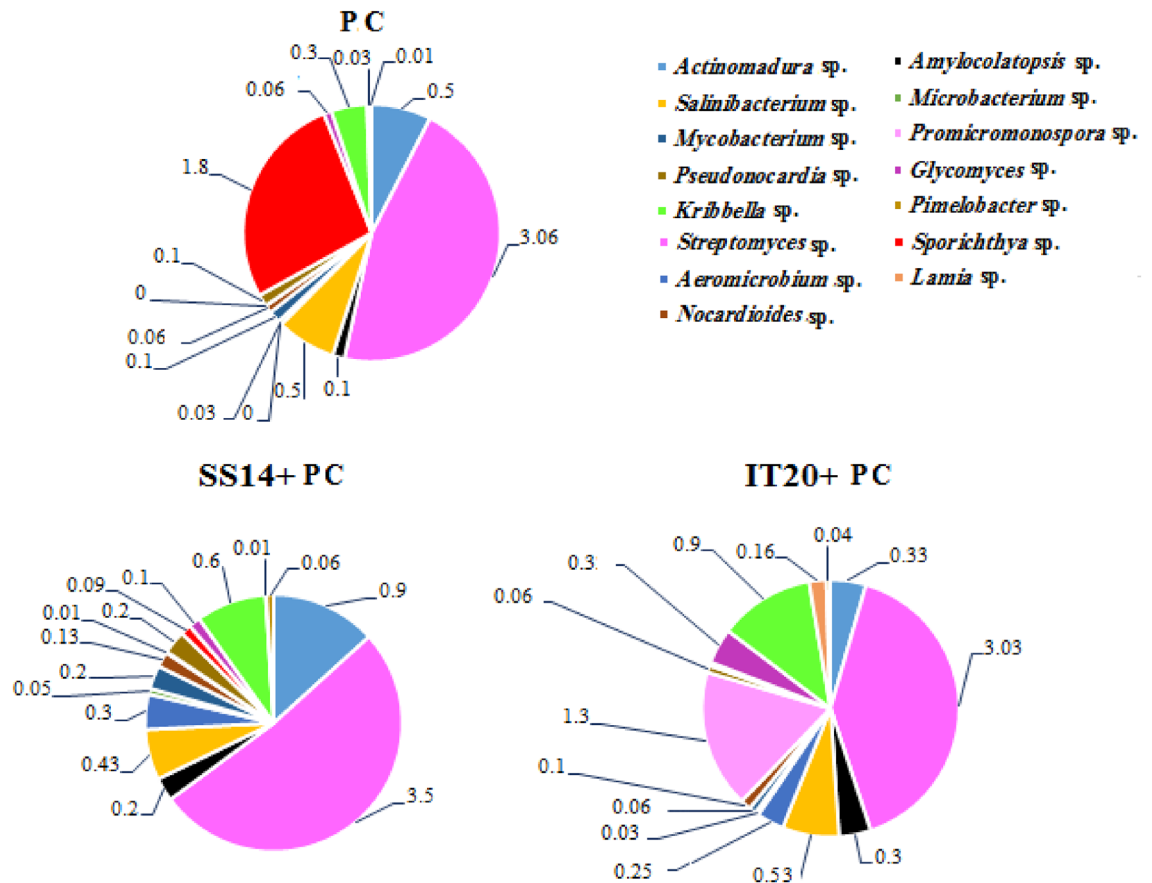 P.C
0.3
0.03
0.01
0.06
0.5
1.8
3.06
0.1
0
0.06
0.1
0.03
0
0.5
0.1
Actinomadura sp.
Salinibacterium sp.
Mycobacterium sp.
Pseudonocardia sp.
Kribbella sp.
Streptomyces sp.
Aeromicrobium sp.
Nocardioides sp.
Amylocolatopsis sp.
Microbacterium sp.
Promicromonospora sp.
Glycomyces sp.
Pimelobacter sp.
Sporichthya sp.
Lamia sp.
SS14+ PC
0.01
0.06
0.6
0.1
0.9
0.09
0.2
0.01
0.13
0.2
0.05
0.3
0.43
0.2
3.5
IT20+ PC
0.04
0.16
0.33
0.9
0.3
0.06
3.03
1.3
0.1
0.06
0.03
0.25
0.53
0.3